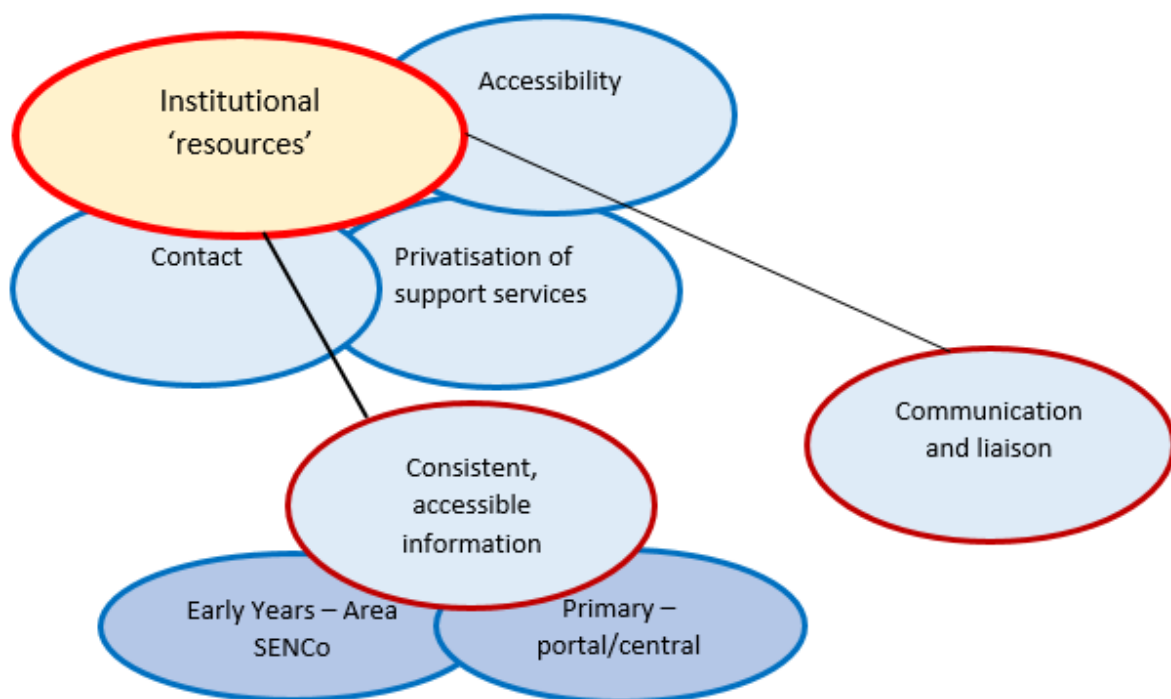 Institutional
‘resources’
Accessibility
Contact
Privatisation of
support services
Communication
and liaison
Consistent,
accessible
information
Early Years – Area
SENCo
Primary –
portal/central